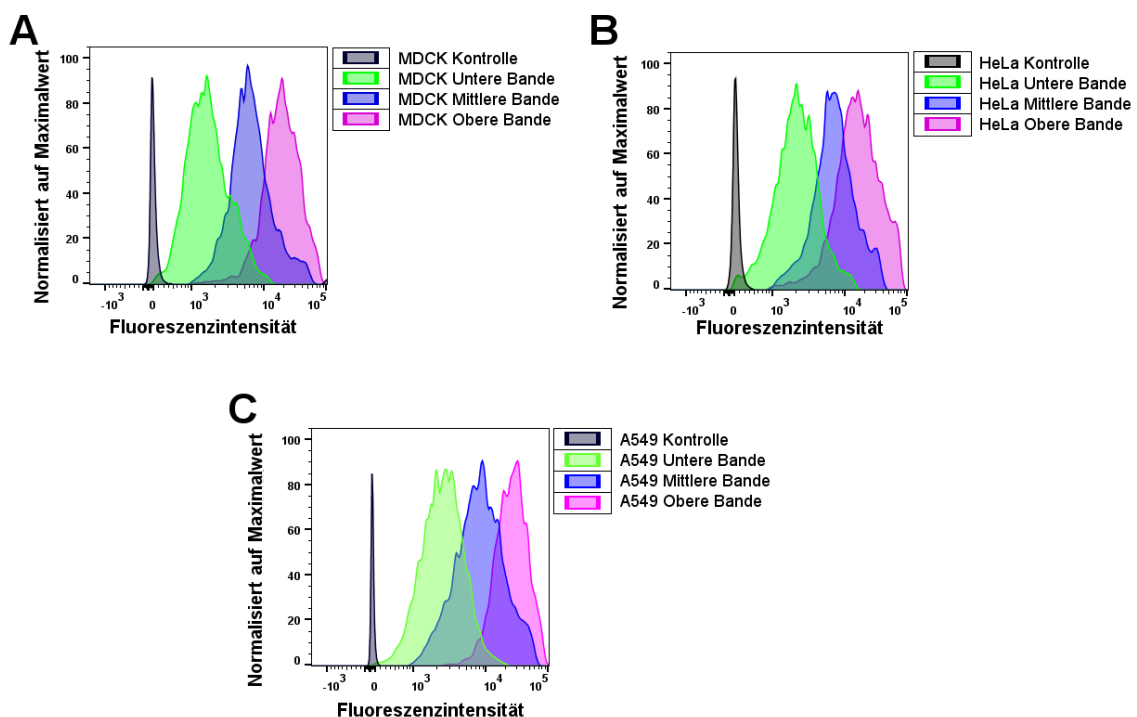 A
Normalisiert auf Maximalwert
100
80
60
40
20
0
-10³ 0 10³ 10⁴ 10⁵
Fluoreszenzintensität
MDCK Kontrolle
MDCK Untere Bande
MDCK Mittlere Bande
MDCK Obere Bande
B
Normalisiert auf Maximalwert
100
80
60
40
20
0
-10³ 0 10³ 10⁴ 10⁵
Fluoreszenzintensität
HeLa Kontrolle
HeLa Untere Bande
HeLa Mittlere Bande
HeLa Obere Bande
C
Normalisiert auf Maximalwert
100
80
60
40
20
0
-10³ 0 10³ 10⁴ 10⁵
Fluoreszenzintensität
A549 Kontrolle
A549 Untere Bande
A549 Mittlere Bande
A549 Obere Bande